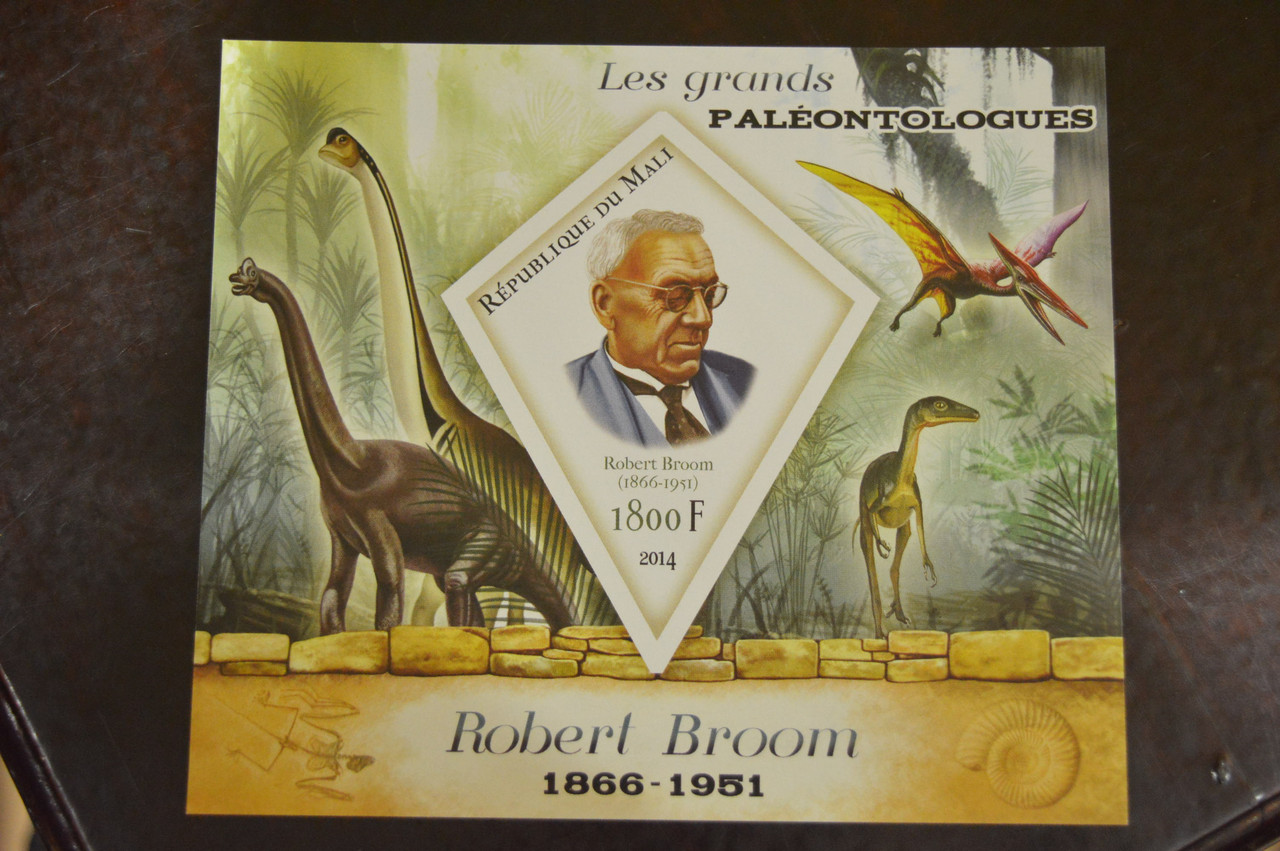 Les grands
PALÉONTOLOGUES
RÉPUBLIQUE DU MALI
Robert Broom
(1866-1951)
1800 F
2014
Robert Broom
1866-1951